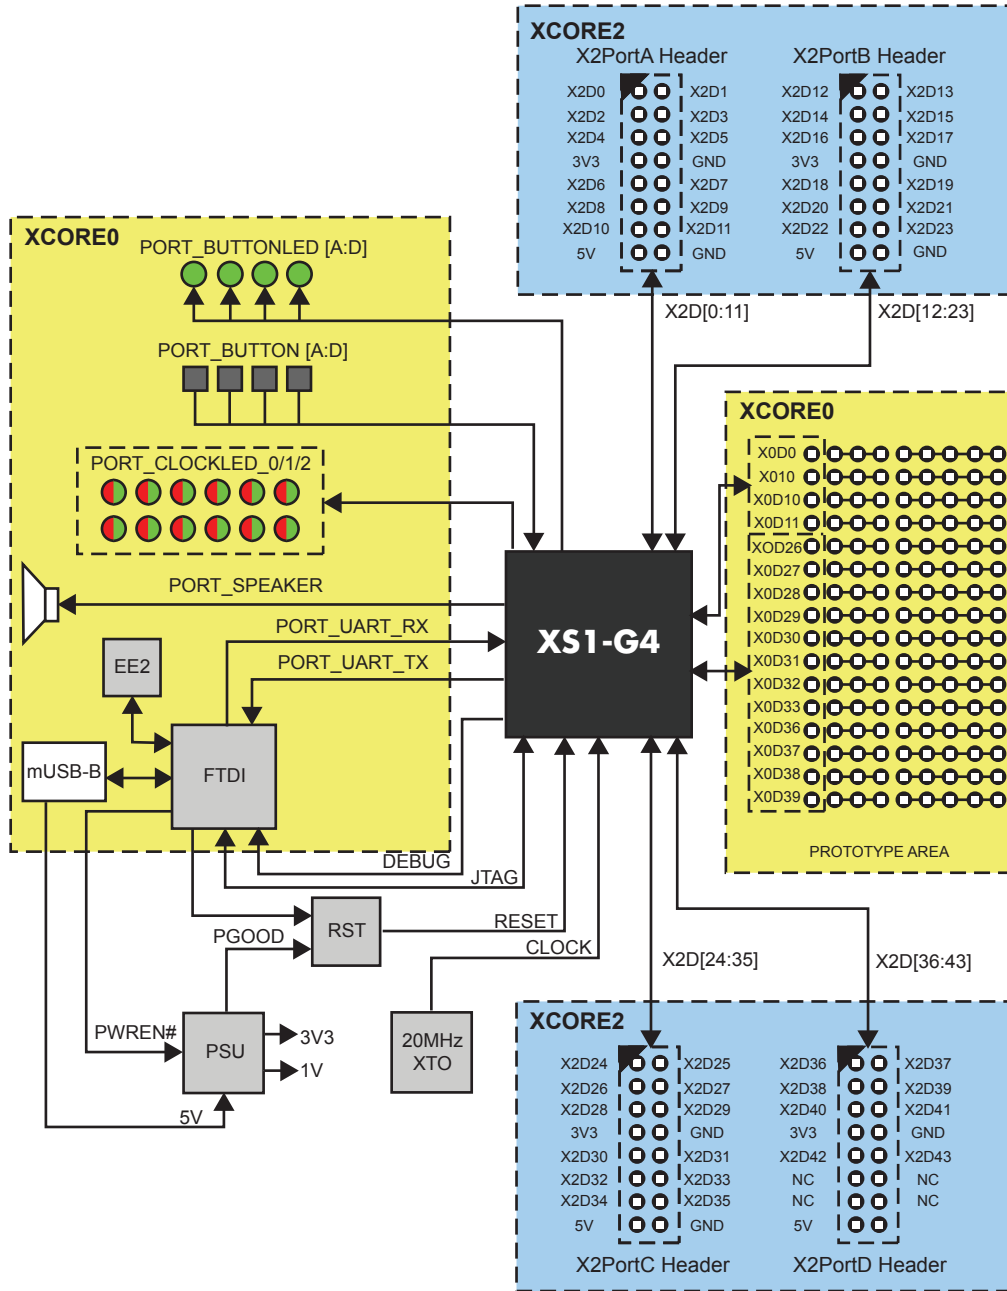 XCORE2
X2PortA Header
X2PortB Header
X2D0 X2D1 X2D12 X2D13
X2D2 X2D3 X2D14 X2D15
X2D4 X2D5 X2D16 X2D17
3V3 GND 3V3 GND
X2D6 X2D7 X2D18 X2D19
X2D8 X2D9 X2D20 X2D21
X2D10 X2D11 X2D22 X2D23
5V GND 5V GND
X2D[0:11]
X2D[12:23]
XCORE0
PORT_BUTTONLED [A:D]
PORT_BUTTON [A:D]
PORT_CLOCKLED_0/1/2
PORT_SPEAKER
PORT_UART_RX
PORT_UART_TX
EE2
mUSB-B
FTDI
DEBUG
JTAG
XS1-G4
XCORE0
X0D0
X010
X0D10
X0D11
XOD26
X0D27
X0D28
X0D29
X0D30
X0D31
X0D32
X0D33
X0D36
X0D37
X0D38
X0D39
PROTOTYPE AREA
RST
RESET
PGOOD
CLOCK
PWREN#
PSU
3V3
1V
5V
20MHz
XTO
X2D[24:35]
X2D[36:43]
XCORE2
X2D24 X2D25 X2D36 X2D37
X2D26 X2D27 X2D38 X2D39
X2D28 X2D29 X2D40 X2D41
3V3 GND 3V3 GND
X2D30 X2D31 X2D42 X2D43
X2D32 X2D33 NC NC
X2D34 X2D35 NC NC
5V GND 5V
X2PortC Header
X2PortD Header